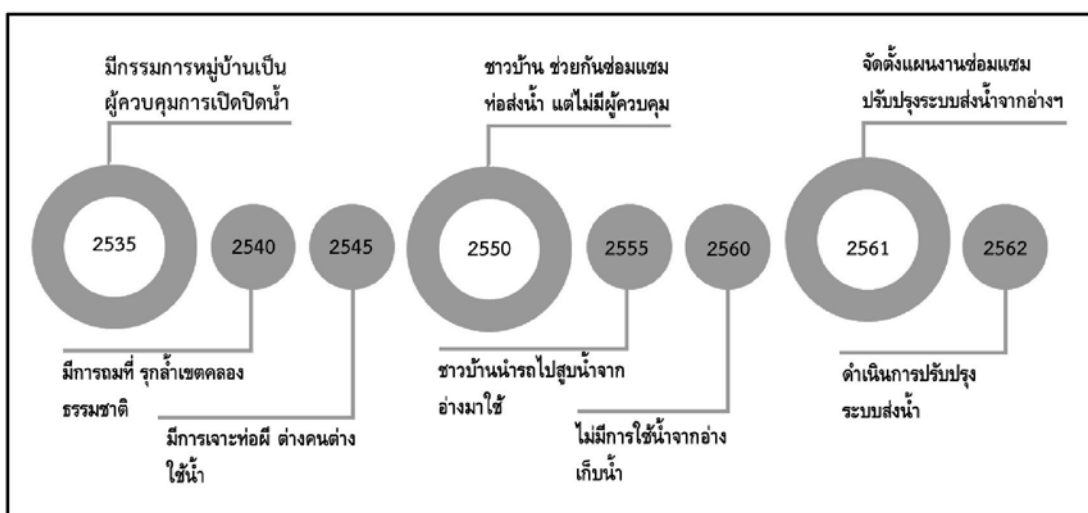 มีกรรมการหมู่บ้านเป็น
ผู้ควบคุมการเปิดปิดน้ำ
ชาวบ้าน ช่วยกันซ่อมแซม
ท่อส่งน้ำ แต่ไม่มีผู้ควบคุม
จัดตั้งแผนงานซ่อมแซม
ปรับปรุงระบบส่งน้ำจากอ่างฯ
2535
2540
2545
2550
2555
2560
2561
2562
มีการถมที่ รุกล้ำเขตคลอง
ธรรมชาติ
มีการเจาะท่อผี ต่างคนต่าง
ใช้น้ำ
ชาวบ้านนำรถไปสูบน้ำจาก
อ่างมาใช้
ไม่มีการใช้น้ำจากอ่าง
เก็บน้ำ
ดำเนินการปรับปรุง
ระบบส่งน้ำ